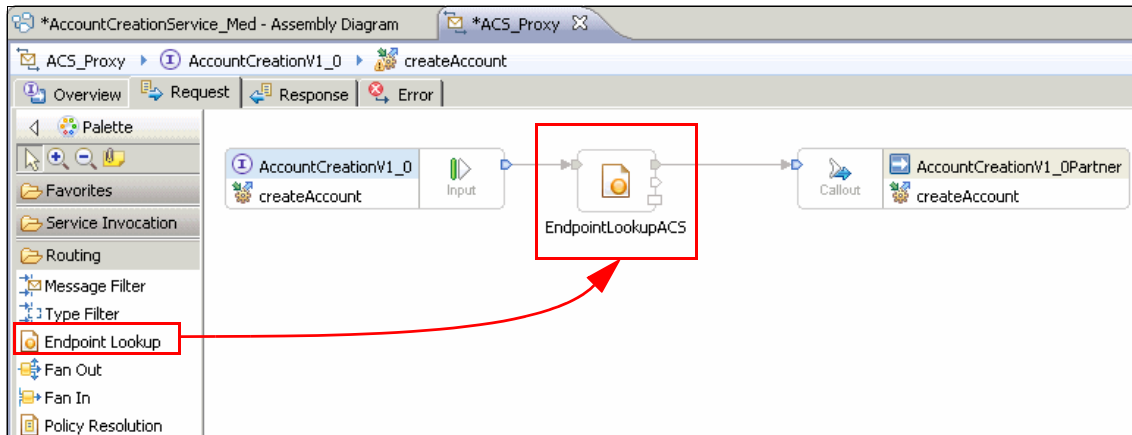 *AccountCreationService_Med - Assembly Diagram
*ACS_Proxy
ACS_Proxy
AccountCreationV1_0
createAccount
Overview
Request
Response
Error
Palette
Favorites
Service Invocation
Routing
Message Filter
Type Filter
Endpoint Lookup
Fan Out
Fan In
Policy Resolution
AccountCreationV1_0
createAccount
Input
EndpointLookupACS
Callout
AccountCreationV1_0Partner
createAccount